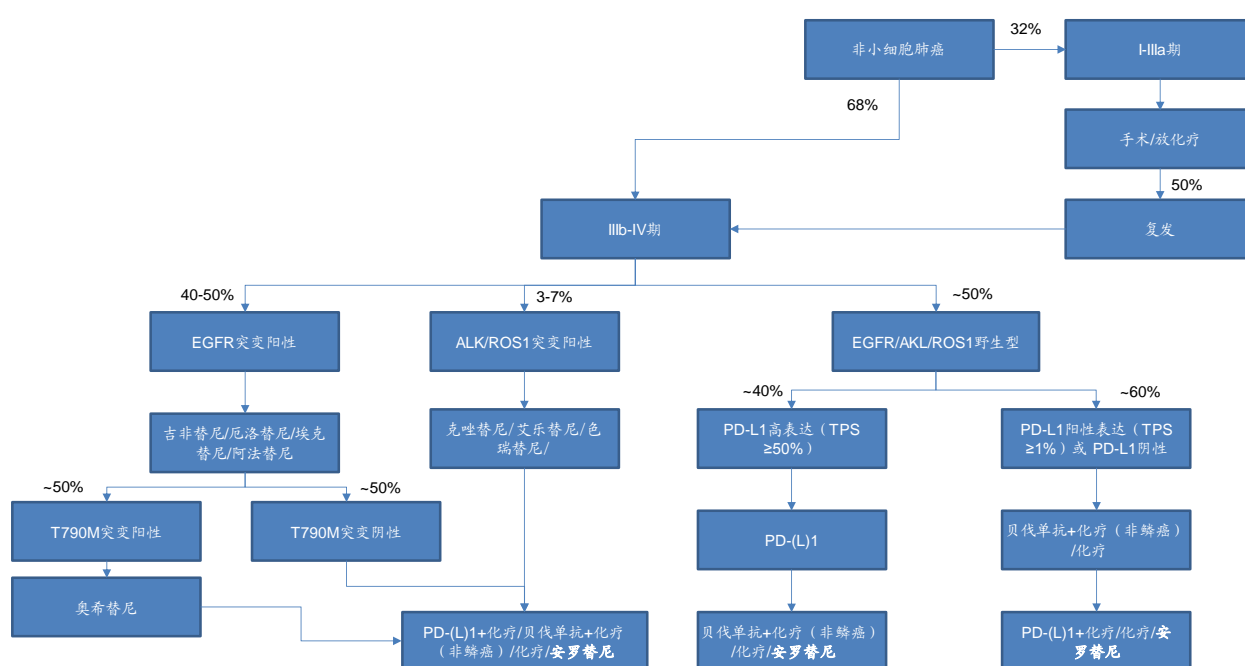 非小细胞肺癌
32%
I-IIIa期
68%
手术/放化疗
50%
IIIb-IV期
复发
40-50%
3-7%
~50%
EGFR突变阳性
ALK/ROS1突变阳性
EGFR/AKL/ROS1野生型
~40%
~60%
吉非替尼/厄洛替尼/埃克
替尼/阿法替尼
克唑替尼/艾乐替尼/色
瑞替尼/
PD-L1高表达（TPS
≥50%）
PD-L1阳性表达（TPS
≥1%）或 PD-L1阴性
~50%
~50%
T790M突变阳性
T790M突变阴性
PD-(L)1
贝伐单抗+化疗（非鳞癌）
/化疗
奥希替尼
PD-(L)1+化疗/贝伐单抗+化疗
（非鳞癌）/化疗/安罗替尼
贝伐单抗+化疗（非鳞癌）
/化疗/安罗替尼
PD-(L)1+化疗/化疗/安
罗替尼